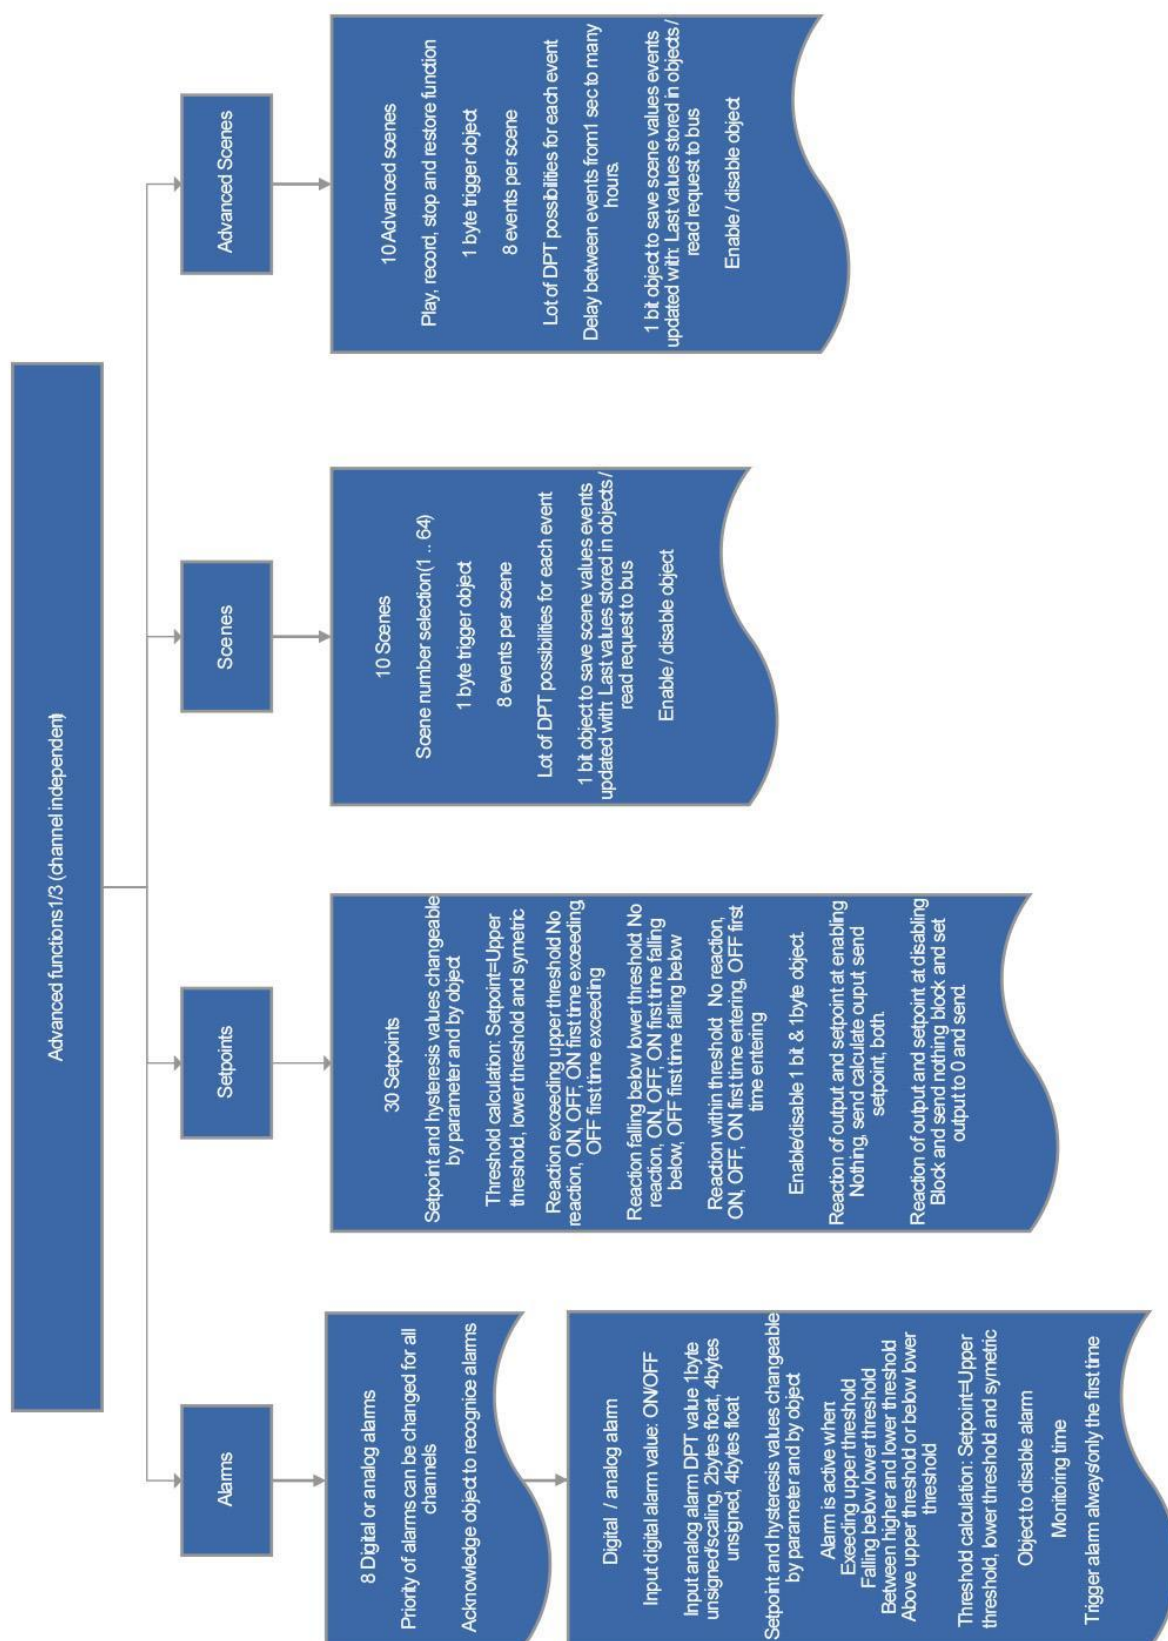 Advanced functions1/3 (channel independent)
Alarms
8 Digital or analog alarms
Priority of alarms can be changed for all
channels
Acknowledge object to recognice alarms
Digital / analog alarm
Input digital alarm value: ON/OFF
Input analog alarm DPT value 1byte
unsigned/scaling, 2bytes float, 4bytes
unsigned, 4bytes float
Setpoint and hysteresis values changeable
by parameter and by object
Alarm is active when:
Exceeding upper threshold
Falling below lower threshold
Between higher and lower threshold
Above upper threshold or below lower
threshold
Threshold calculation: Setpoint=Upper
threshold, lower threshold and symetric
Object to disable alarm
Monitoring time
Trigger alarm always/only the first time
Setpoints
30 Setpoints
Setpoint and hysteresis values changeable
by parameter and by object
Threshold calculation: Setpoint=Upper
threshold, lower threshold and symetric
Reaction exceeding upper threshold No
reaction, ON, OFF, ON first time exceeding,
OFF first time exceeding
Reaction falling below lower threshold: No
reaction, ON, OFF, ON first time falling
below, OFF first time falling below
Reaction within threshold: No reaction,
ON, OFF, ON first time entering, OFF first
time entering
Enable/disable 1 bit & 1byte object.
Reaction of output and setpoint at enabling
Nothing, send calculate ouput, send
setpoint, both.
Reaction of output and setpoint at disabling
Block and send nothing, block and set
output to 0 and send.
Scenes
10 Scenes
Scene number selection(1 .. 64)
1 byte trigger object
8 events per scene
Lot of DPT possibilities for each event
1 bit object to save scene values events
updated with: Last values stored in objects /
read request to bus
Enable / disable object
Advanced Scenes
10 Advanced scenes
Play, record, stop and restore function
1 byte trigger object
8 events per scene
Lot of DPT possibilities for each event
Delay between events from1 sec to many
hours.
1 bit object to save scene values events
updated with: Last values stored in objects /
read request to bus
Enable / disable object